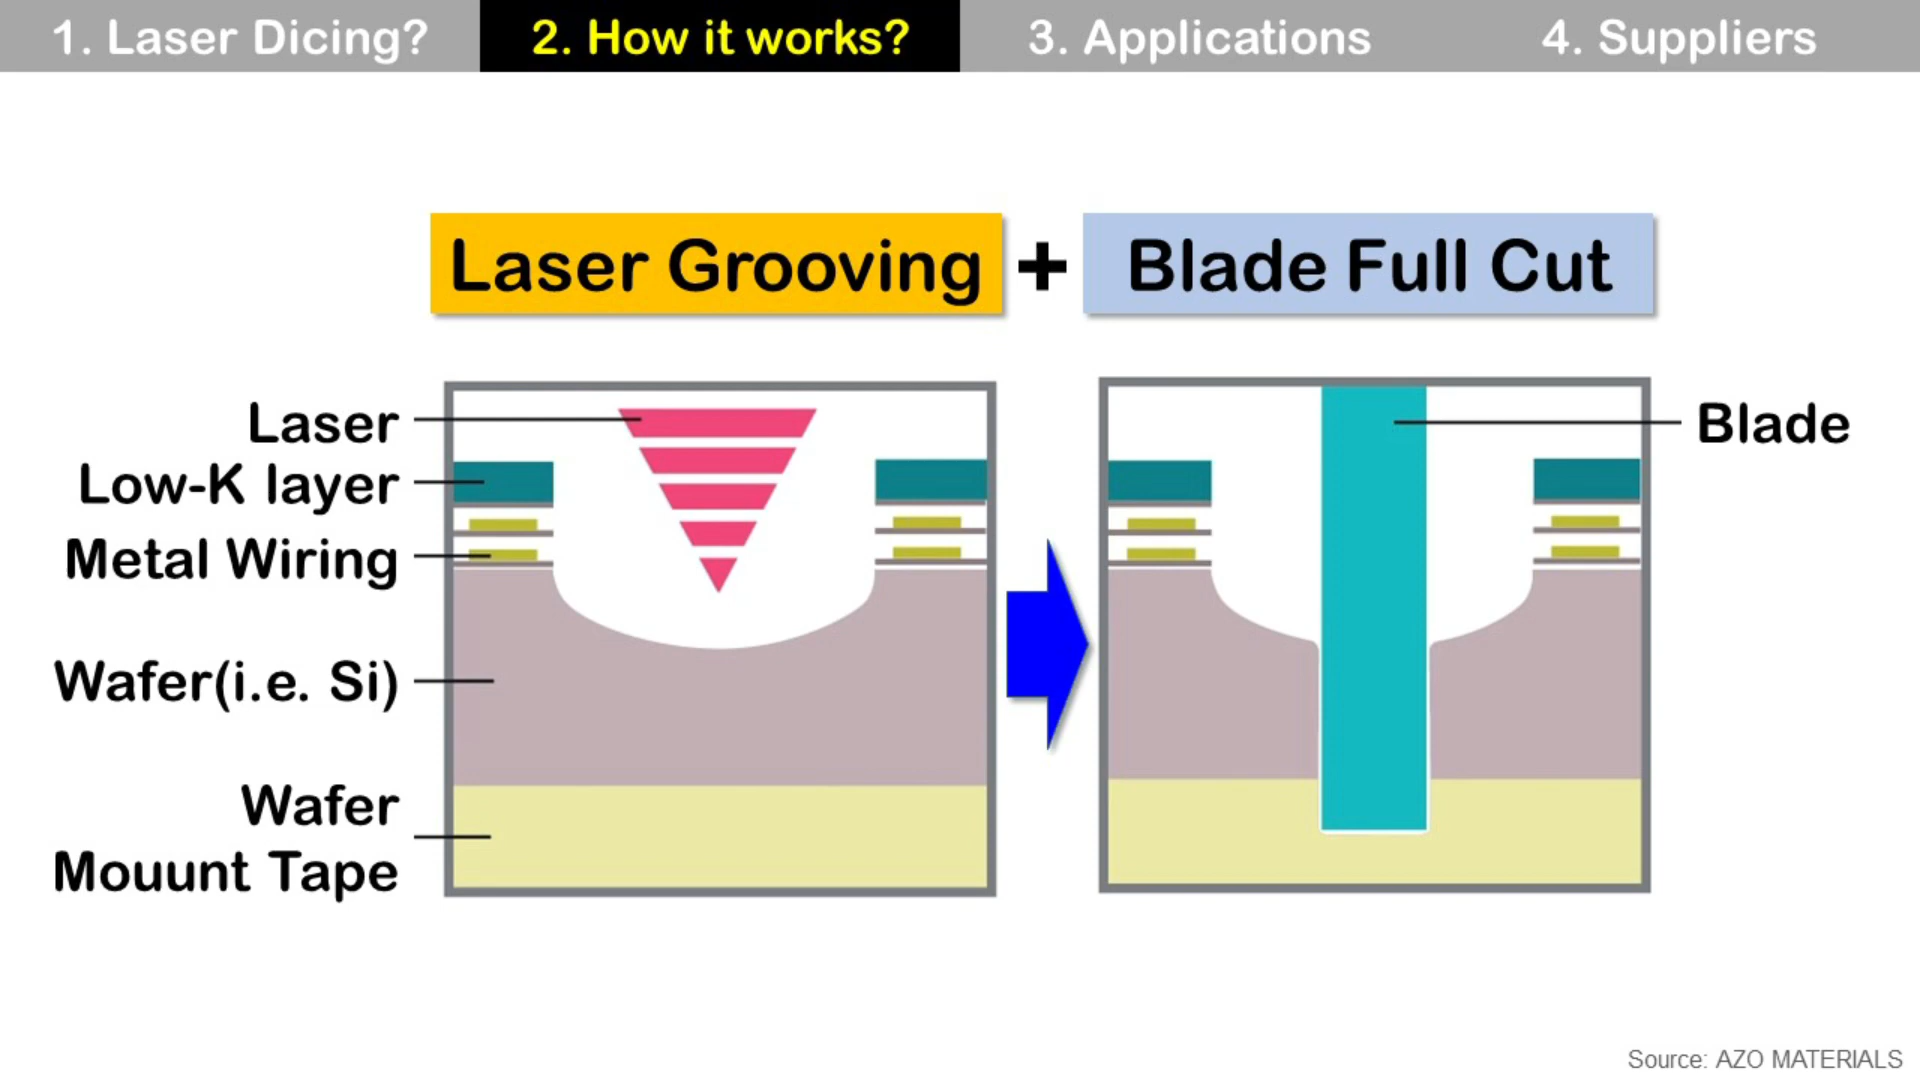 1. Laser Dicing?
2. How it works?
3. Applications
4. Suppliers
Laser Grooving
+
Blade Full Cut
Laser
Low-K layer
Metal Wiring
Wafer(i.e. Si)
Wafer
Mouunt Tape
Blade
Source: AZO MATERIALS